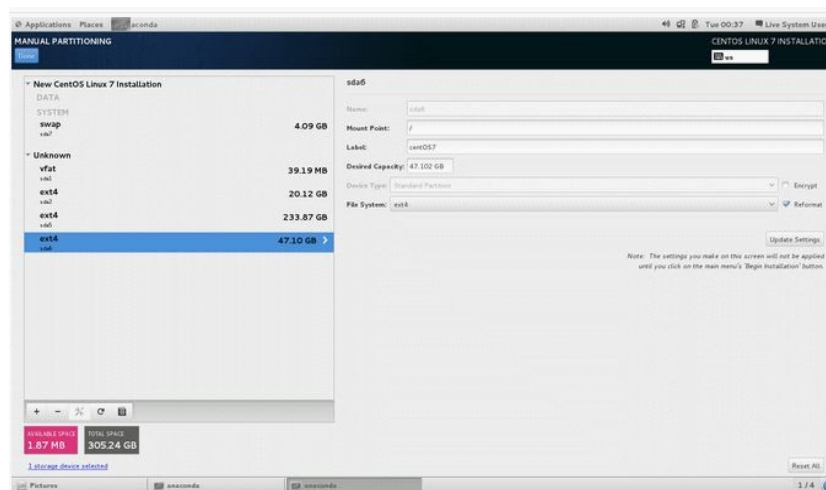 Applications Places anaconda Tue 00:37 Live System Use
MANUAL PARTITIONING CENTOS LINUX 7 INSTALLATIO
Done us
New CentOS Linux 7 Installation
DATA
SYSTEM
swap 4.09 GB
sda7
Unknown
vfat 39.19 MB
sda1
ext4 20.12 GB
sda2
ext4 233.87 GB
sda5
ext4 47.10 GB
sda6
+ -
AVAILABLE SPACE
1.87 MB
TOTAL SPACE
305.24 GB
1 storage device selected
sda6
Name: sda6
Mount Point: /
Label: centOS7
Desired Capacity: 47.102 GB
Device Type: Standard Partition Encrypt
File System: ext4 Reformat
Update Settings
Note: The settings you make on this screen will not be applied
until you click on the main menu's 'Begin Installation' button.
Reset All
Pictures anaconda anaconda 1 / 4